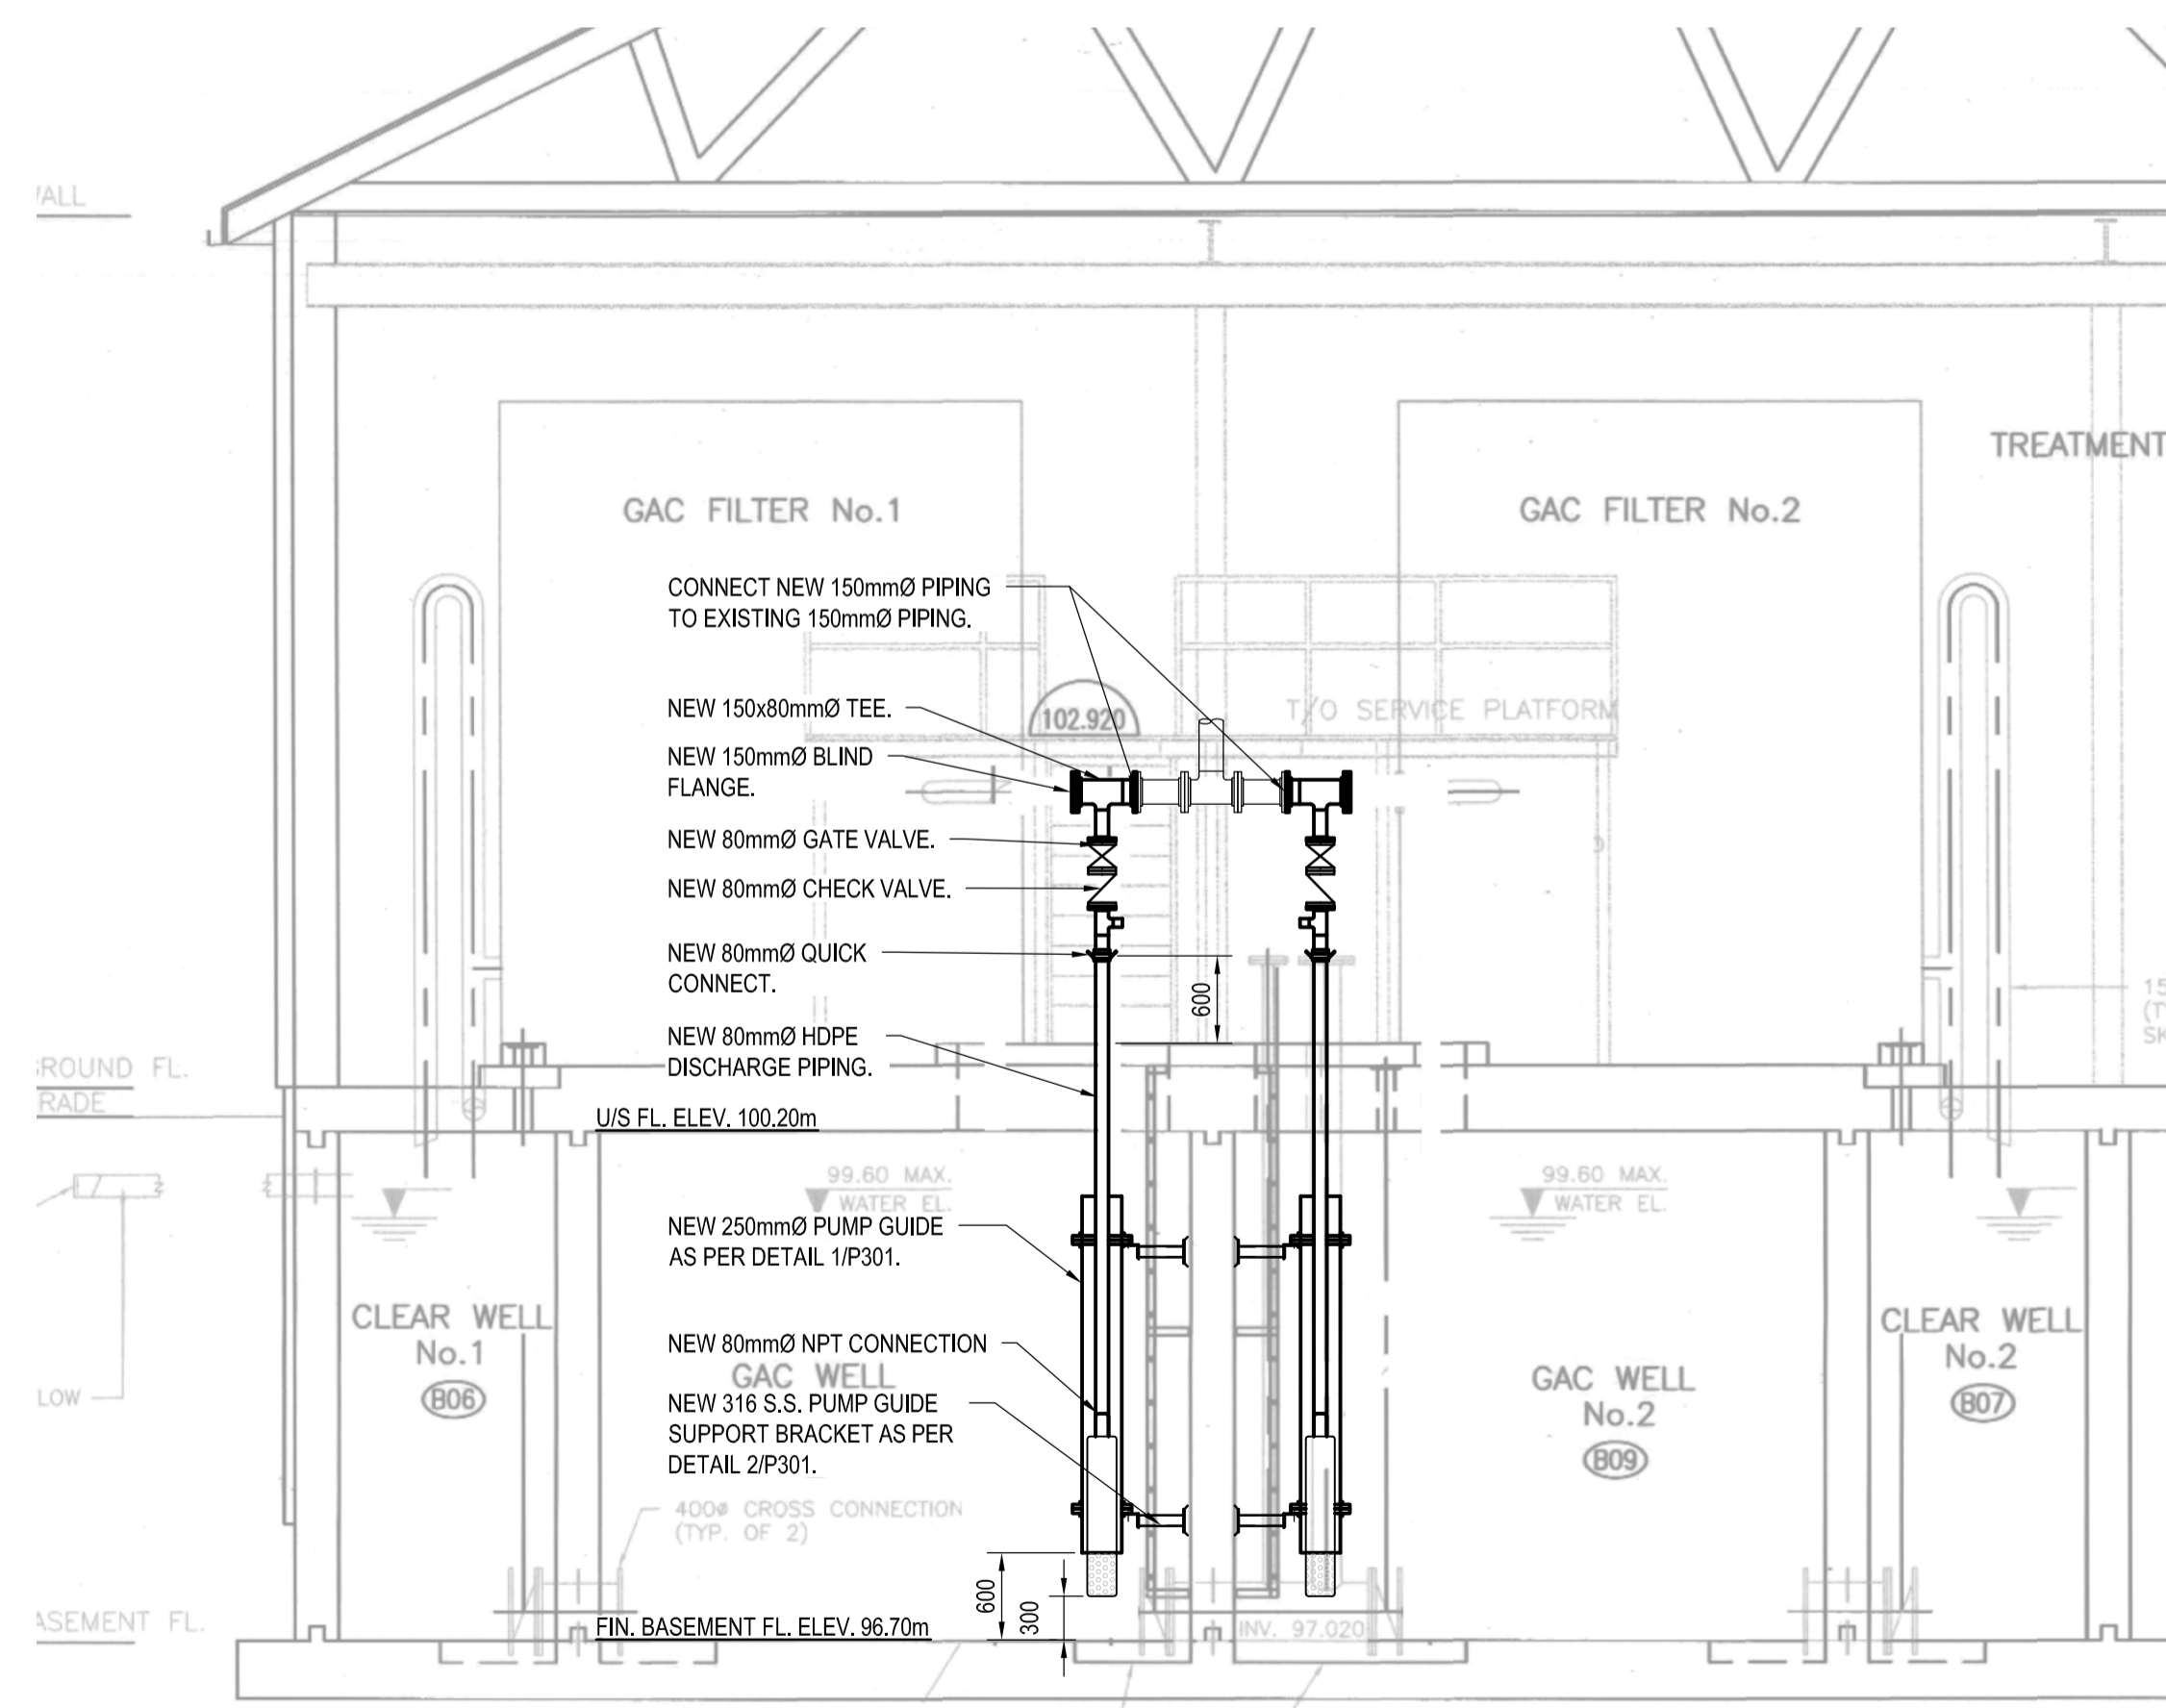 /ALL
TREATMENT
GAC FILTER No.1
GAC FILTER No.2
CONNECT NEW 150mmØ PIPING
TO EXISTING 150mmØ PIPING.
NEW 150x80mmØ TEE.
102.920
T/O SERVICE PLATFORM
NEW 150mmØ BLIND
FLANGE.
NEW 80mmØ GATE VALVE.
NEW 80mmØ CHECK VALVE.
NEW 80mmØ QUICK
CONNECT.
600
15
(T
SK
NEW 80mmØ HDPE
DISCHARGE PIPING.
ROUND FL.
RADE
U/S FL. ELEV. 100.20m
99.60 MAX.
WATER EL.
99.60 MAX.
WATER EL.
NEW 250mmØ PUMP GUIDE
AS PER DETAIL 1/P301.
CLEAR WELL
No.1
B06
CLEAR WELL
No.2
B07
NEW 80mmØ NPT CONNECTION
GAC WELL
GAC WELL
No.2
B09
LOW
NEW 316 S.S. PUMP GUIDE
SUPPORT BRACKET AS PER
DETAIL 2/P301.
400ø CROSS CONNECTION
(TYP. OF 2)
600
300
ASEMENT FL.
FIN. BASEMENT FL. ELEV. 96.70m
INV. 97.020